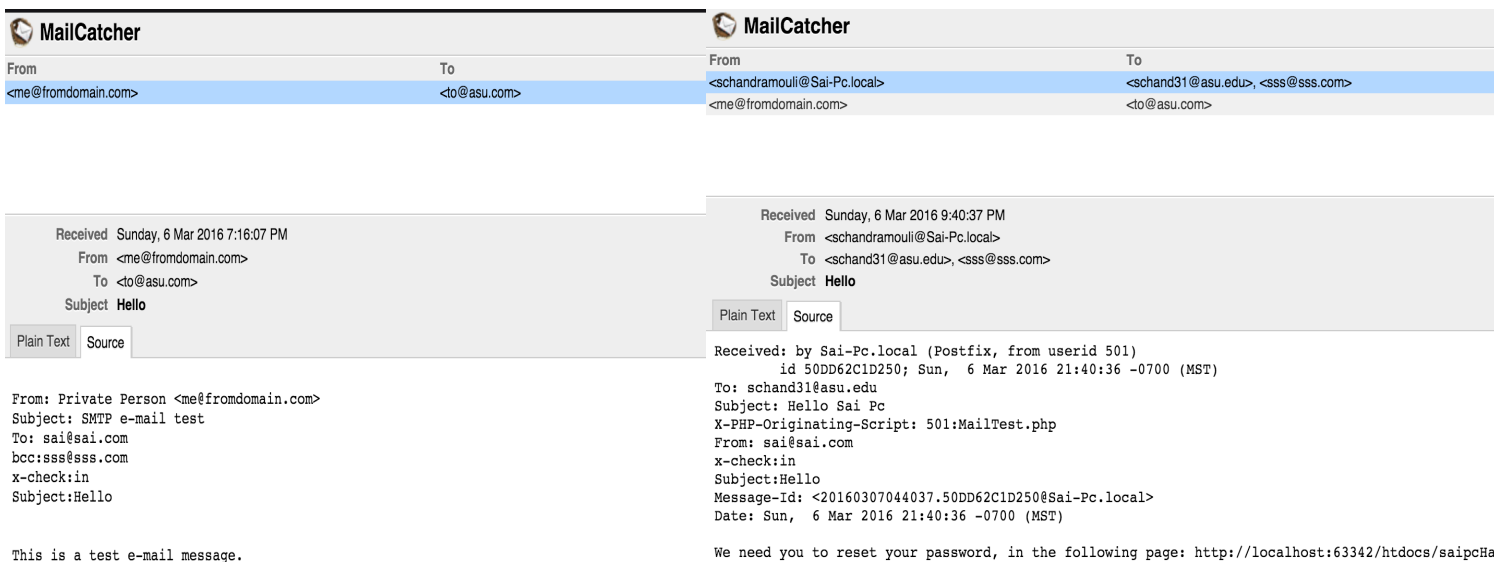 MailCatcher
From To
<me@fromdomain.com> <to@asu.com>
Received Sunday, 6 Mar 2016 7:16:07 PM
From <me@fromdomain.com>
To <to@asu.com>
Subject Hello
Plain Text Source
From: Private Person <me@fromdomain.com>
Subject: SMTP e-mail test
To: sai@sai.com
bcc:sss@sss.com
x-check:in
Subject:Hello
This is a test e-mail message.
MailCatcher
From To
<schandramouli@Sai-Pc.local> <schand31@asu.edu>, <sss@sss.com>
<me@fromdomain.com> <to@asu.com>
Received Sunday, 6 Mar 2016 9:40:37 PM
From <schandramouli@Sai-Pc.local>
To <schand31@asu.edu>, <sss@sss.com>
Subject Hello
Plain Text Source
Received: by Sai-Pc.local (Postfix, from userid 501)
id 50DD62C1D250; Sun, 6 Mar 2016 21:40:36 -0700 (MST)
To: schand31@asu.edu
Subject: Hello Sai Pc
X-PHP-Originating-Script: 501:MailTest.php
From: sai@sai.com
x-check:in
Subject:Hello
Message-Id: <20160307044037.50DD62C1D250@Sai-Pc.local>
Date: Sun, 6 Mar 2016 21:40:36 -0700 (MST)
We need you to reset your password, in the following page: http://localhost:63342/htdocs/saipcHa